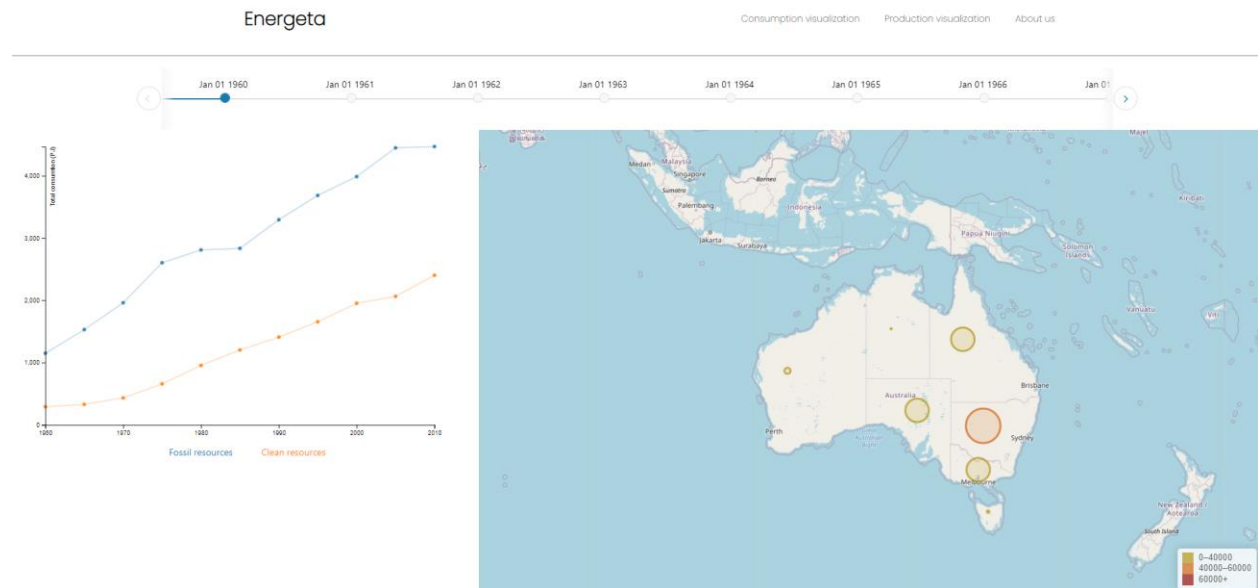 Energeta
Consumption visualization
Production visualization
About us
Jan 01 1960
Jan 01 1961
Jan 01 1962
Jan 01 1963
Jan 01 1964
Jan 01 1965
Jan 01 1966
Jan 0
4,000
3,000
2,000
1,000
0
1960
1970
1980
1990
2000
2010
Fossil resources
Clean resources
Medan
Malaysia
Singapore
Borneo
Sumatra
Palembang
Indonesia
Jakarta
Surabaya
Papua Niugini
Solomon
Islands
Kiribati
Majel
Vanuatu
Viti
Brisbane
Australia
Perth
Sydney
Melbourne
New Zealand /
Aotearoa
South Island
0–40000
40000–60000
60000+